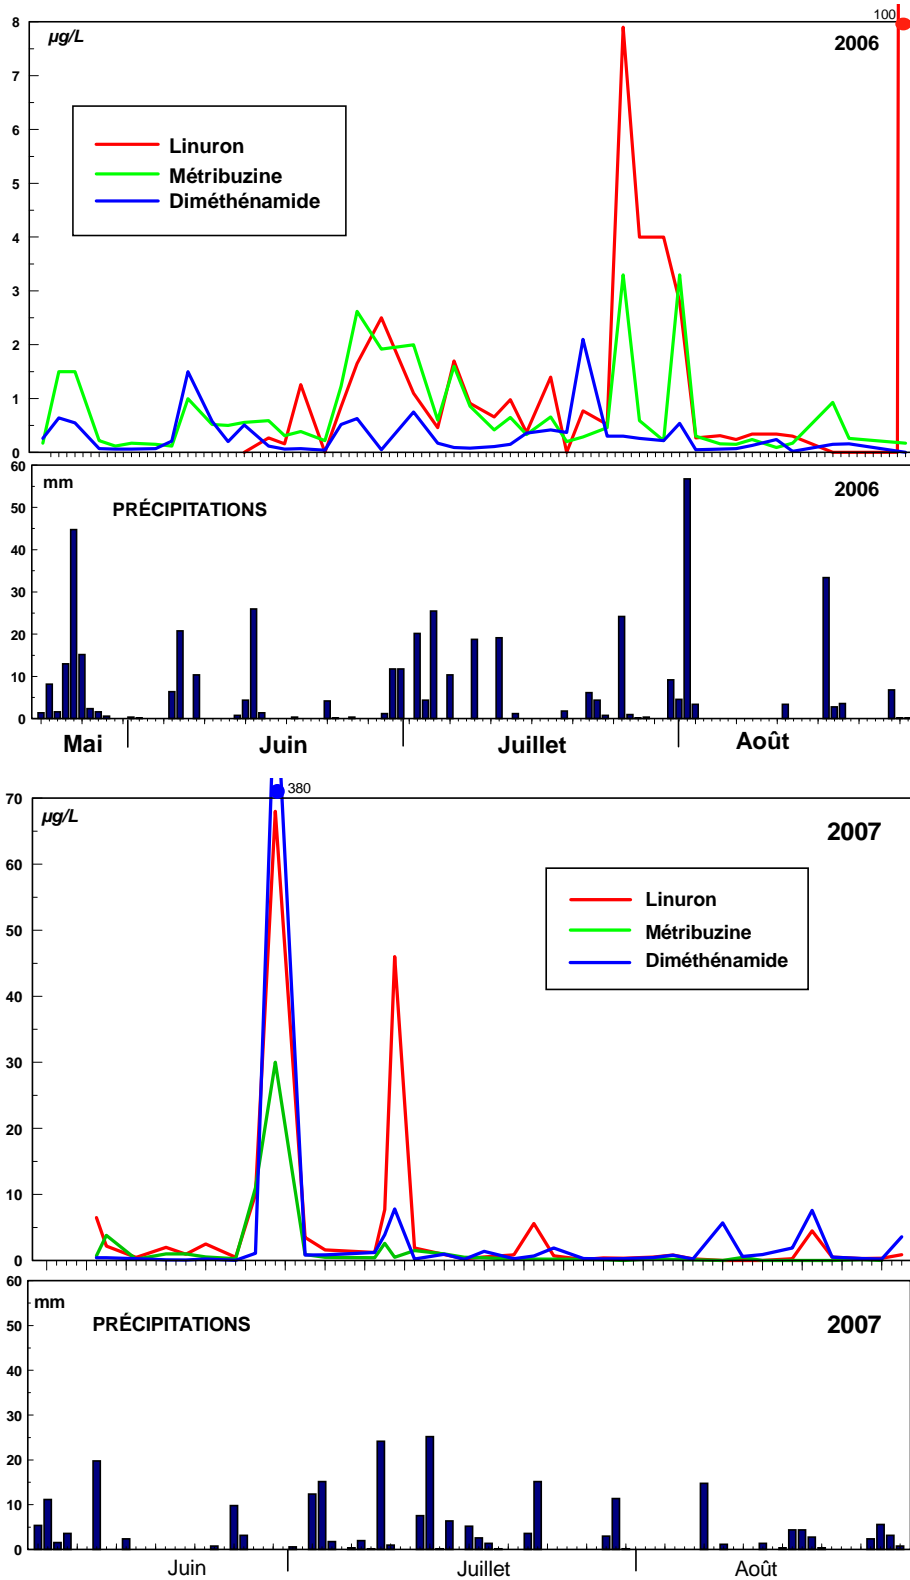 100
8
µg/L
2006
7
6
Linuron
Métribuzine
Diméthénamide
5
4
3
2
1
0
60
mm
2006
PRÉCIPITATIONS
50
40
30
20
10
0
Mai Juin Juillet Août
380
70
µg/L
2007
60
Linuron
Métribuzine
Diméthénamide
50
40
30
20
10
0
60
mm
PRÉCIPITATIONS
2007
50
40
30
20
10
0
Juin Juillet Août